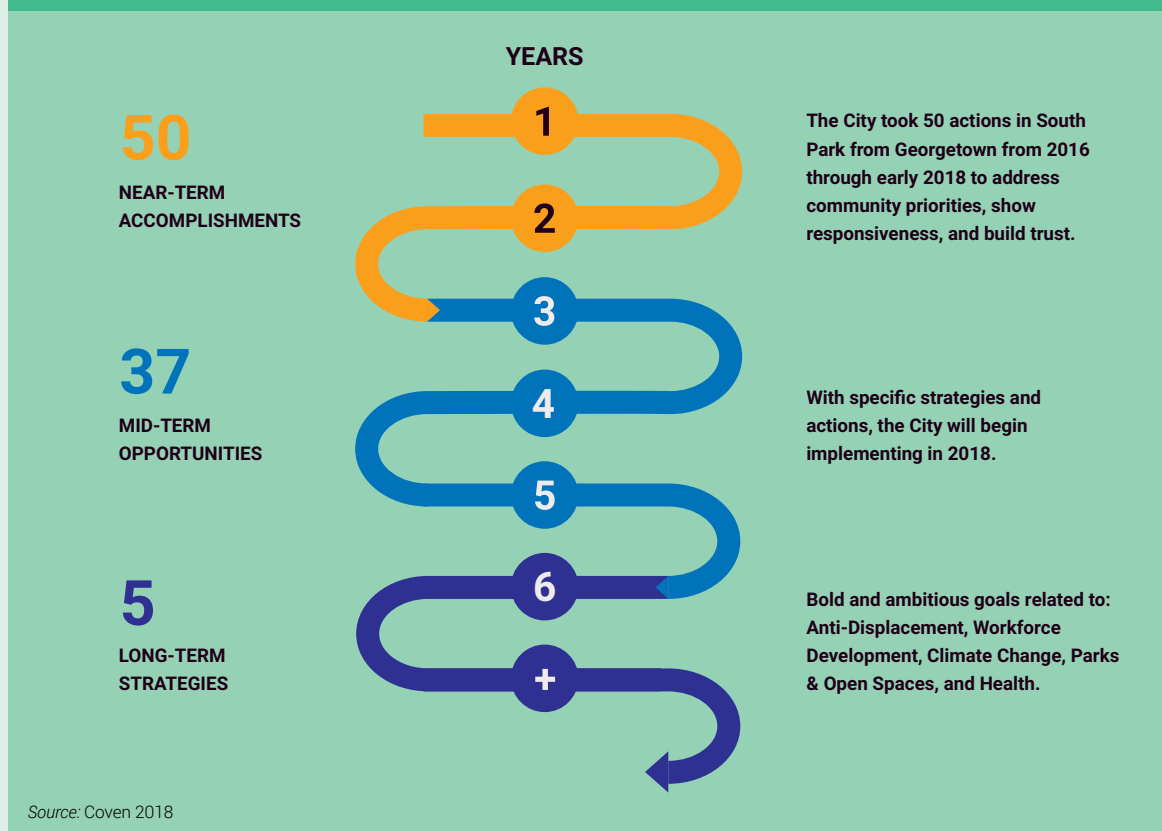 YEARS
50
NEAR-TERM
ACCOMPLISHMENTS
1
2
The City took 50 actions in South
Park from Georgetown from 2016
through early 2018 to address
community priorities, show
responsiveness, and build trust.
37
MID-TERM
OPPORTUNITIES
3
4
5
With specific strategies and
actions, the City will begin
implementing in 2018.
5
LONG-TERM
STRATEGIES
6
+
Bold and ambitious goals related to:
Anti-Displacement, Workforce
Development, Climate Change, Parks
& Open Spaces, and Health.
Source: Coven 2018